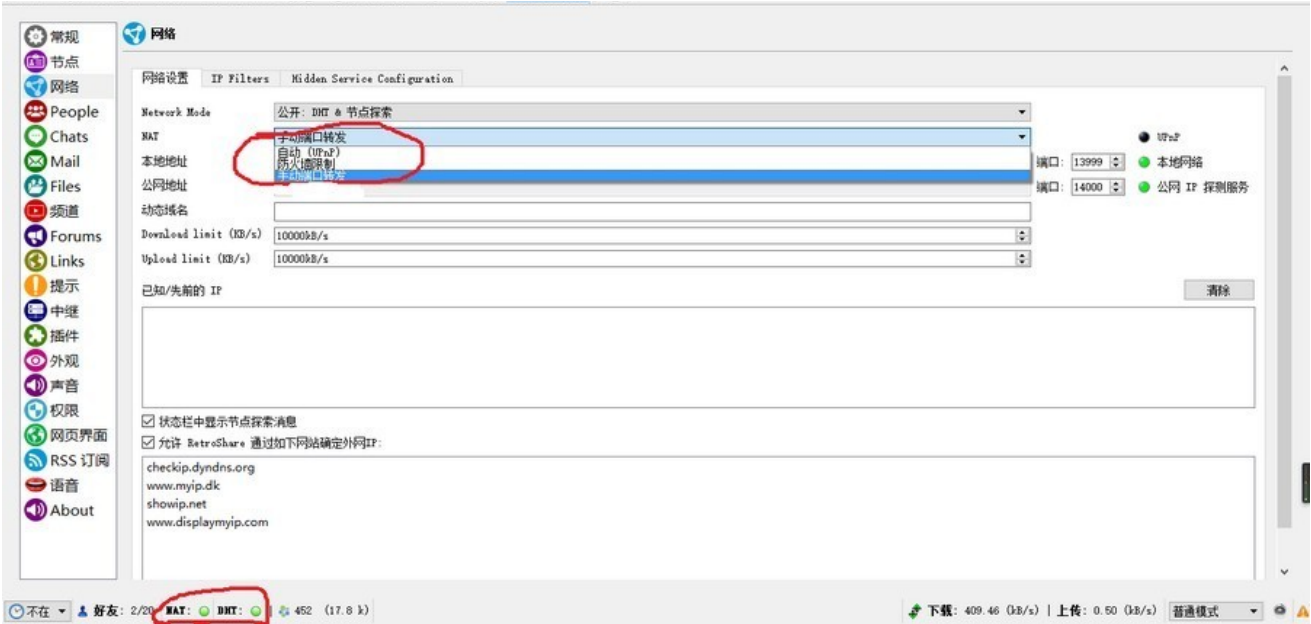 常规
节点
网络
People
Chats
Mail
Files
频道
Forums
Links
提示
中继
插件
外观
声音
权限
网页界面
RSS 订阅
语音
About
网络
网络设置 IP Filters Hidden Service Configuration
Network Mode 公开: DHT & 节点探索
NAT 手动端口转发 UPnP
自动 (UPnP)
本地地址 防火墙限制 端口: 13999 本地网络
手动端口转发
公网地址 端口: 14000 公网 IP 探测服务
动态域名
Download limit (KB/s) 10000kB/s
Upload limit (KB/s) 10000kB/s
已知/先前的 IP 清除
状态栏中显示节点探索消息
允许 RetroShare 通过如下网站确定外网IP:
checkip.dyndns.org
www.myip.dk
showip.net
www.displaymyip.com
不在 好友: 2/20 NAT: DHT: 452 (17.8 k) 下载: 409.46 (kB/s) | 上传: 0.50 (kB/s) 普通模式